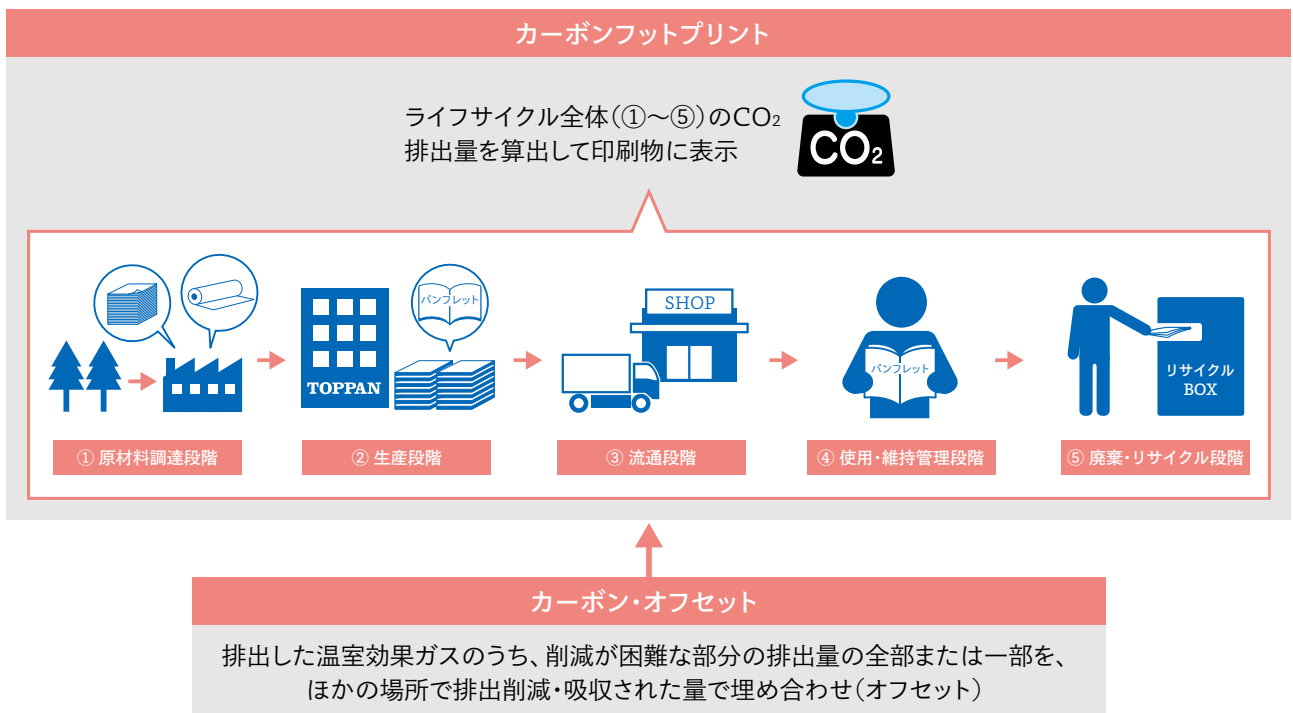 カーボンフットプリント
ライフサイクル全体（①～⑤）のCO₂
排出量を算出して印刷物に表示
CO₂
パンフレット
TOPPAN
SHOP
パンフレット
リサイクル
BOX
① 原材料調達段階
② 生産段階
③ 流通段階
④ 使用・維持管理段階
⑤ 廃棄・リサイクル段階
カーボン・オフセット
排出した温室効果ガスのうち、削減が困難な部分の排出量の全部または一部を、
ほかの場所で排出削減・吸収された量で埋め合わせ（オフセット）